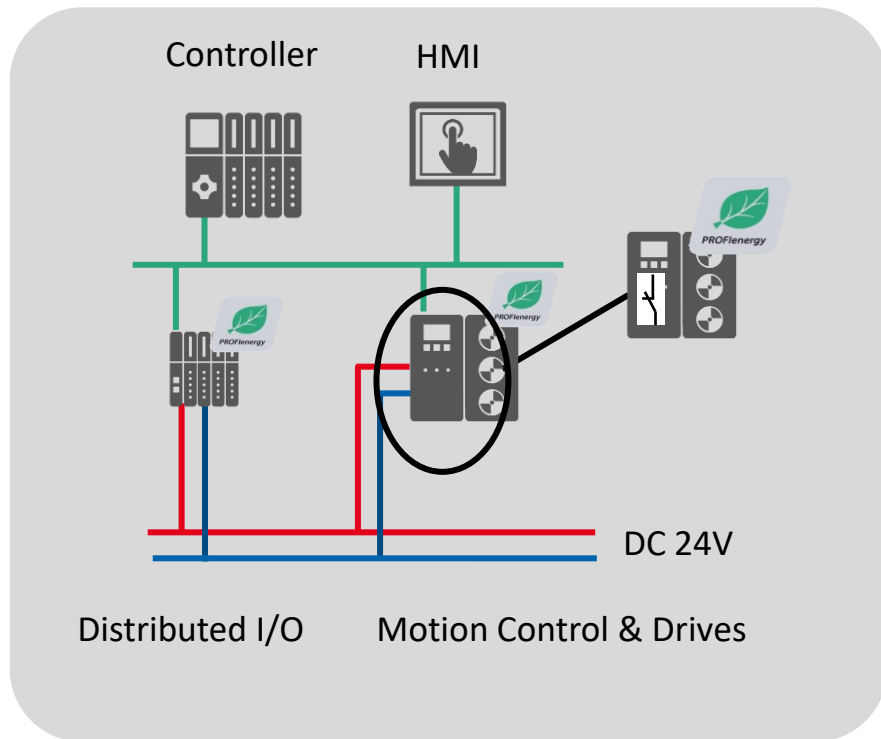 Controller
HMI
PROFIenergy
PROFIenergy
PROFIenergy
DC 24V
Distributed I/O
Motion Control & Drives